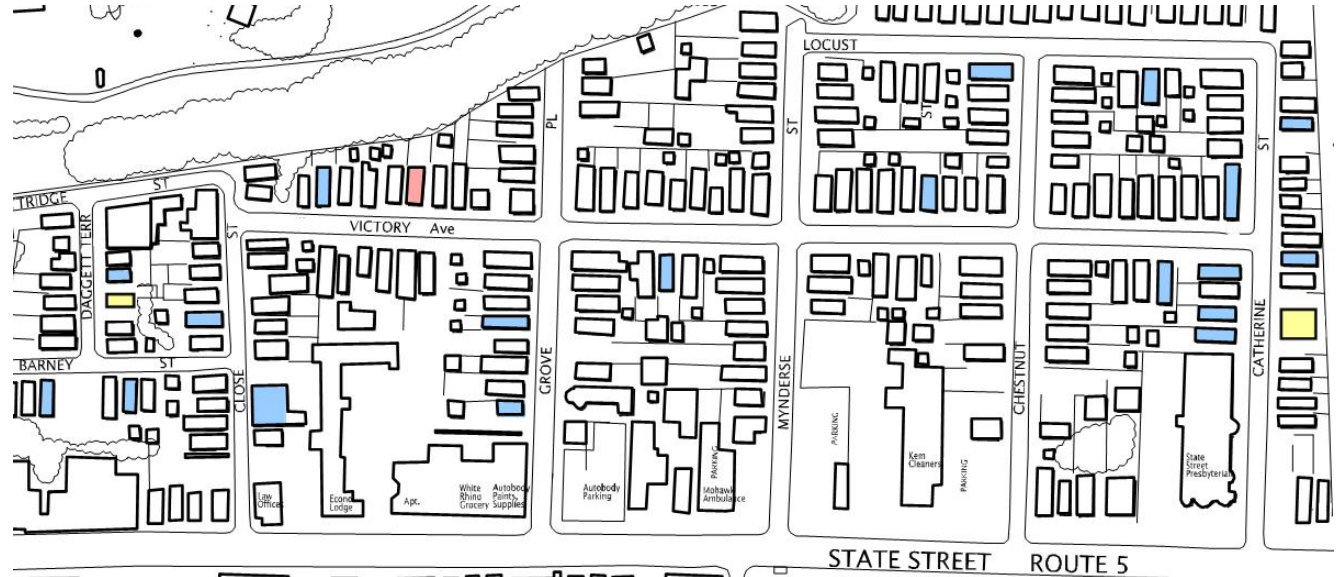 LOCUST
ST
PL
ST
ST
ST
TRIDGE
ST
VICTORY Ave
DAGGETT TERR
BARNEY
ST
CLOSE
GROVE
MYNDERSE
CHESTNUT
CATHERINE
PARKING
PARKING
PARKING
Law
Offices
Econo
Lodge
Apt.
White
Rhino
Grocery
Autobody
Paints,
Supplies
Autobody
Parking
Mohawk
Ambulance
Kem
Cleaners
State
Street
Presbyterian
STATE STREET ROUTE 5